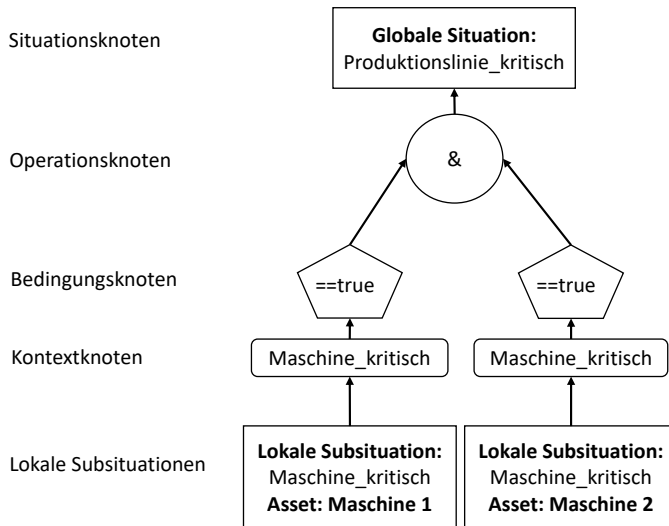 Situationsknoten
Globale Situation:
Produktionslinie_kritisch
Operationsknoten
&
Bedingungsknoten
==true
==true
Kontextknoten
Maschine_kritisch
Maschine_kritisch
Lokale Subsituationen
Lokale Subsituation:
Maschine_kritisch
Asset: Maschine 1
Lokale Subsituation:
Maschine_kritisch
Asset: Maschine 2